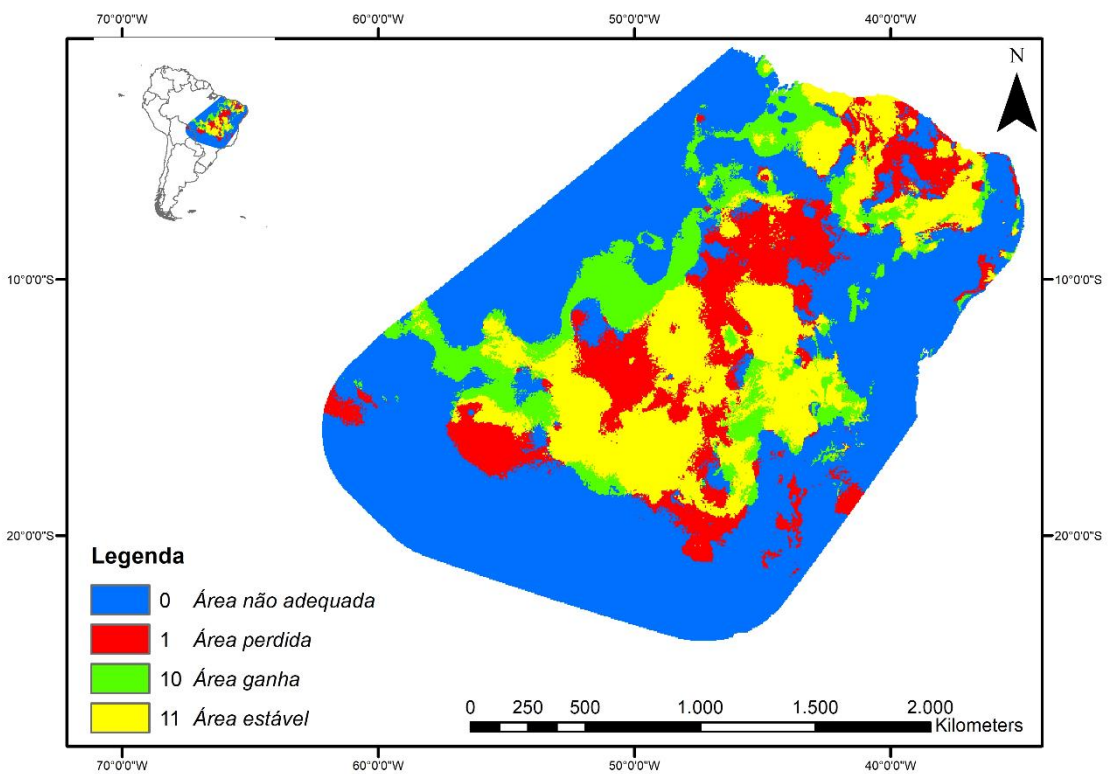 70°0'0"W 60°0'0"W 50°0'0"W 40°0'0"W
N
10°0'0"S 10°0'0"S
20°0'0"S 20°0'0"S
Legenda
0 Área não adequada
1 Área perdida
10 Área ganha
11 Área estável
0 250 500 1.000 1.500 2.000
Kilometers
70°0'0"W 60°0'0"W 50°0'0"W 40°0'0"W